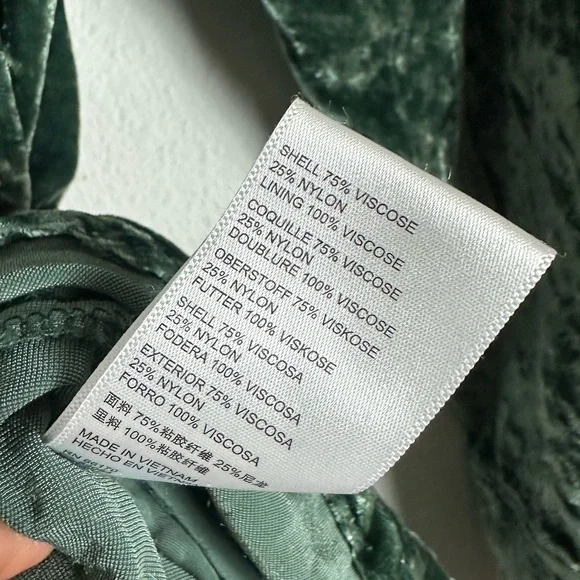 SHELL 75% VISCOSE
25% NYLON
LINING 100% VISCOSE
COQUILLE 75% VISCOSE
25% NYLON
DOUBLURE 100% VISCOSE
OBERSTOFF 75% VISKOSE
25% NYLON
FUTTER 100% VISKOSE
SHELL 75% VISCOSA
25% NYLON
FODERA 100% VISCOSA
EXTERIOR 75% VISCOSA
25% NYLON
FORRO 100% VISCOSA
面料 75%粘胶纤维 25%尼龙
里料 100%粘胶纤维
MADE IN VIETNAM
HECHO EN VIETNAM